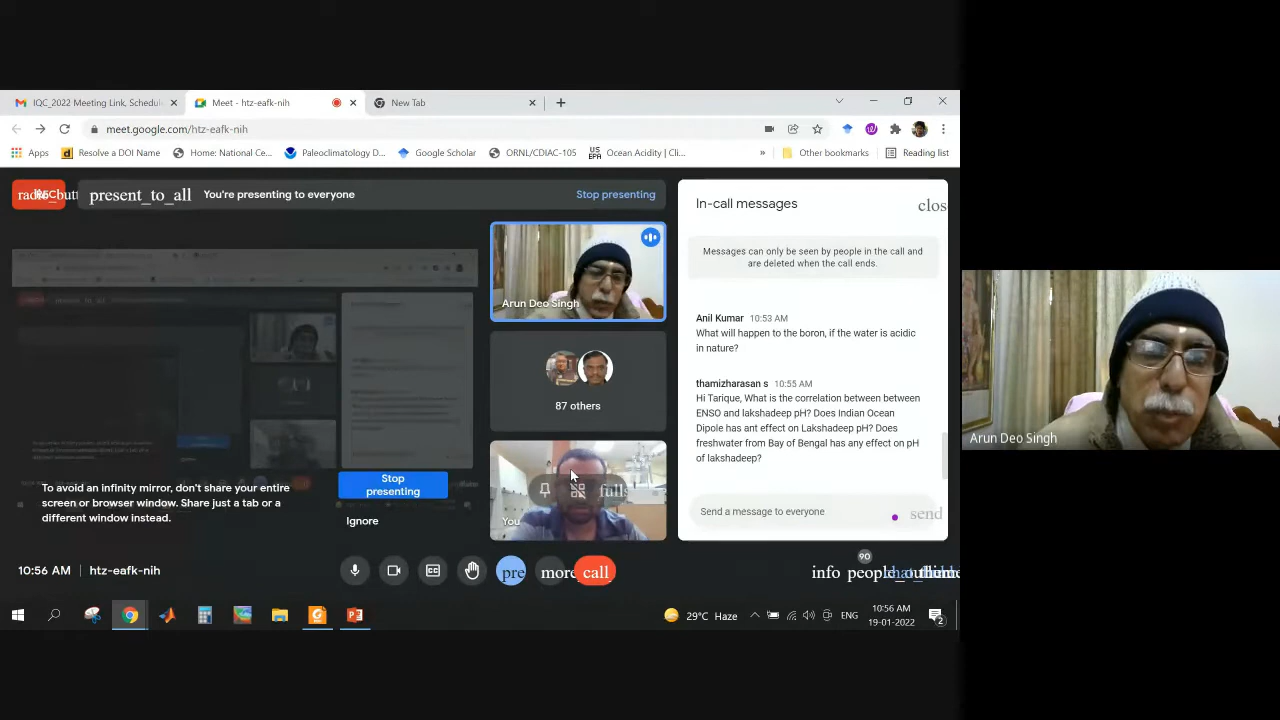 IQC_2022 Meeting Link, Schedul
Meet - htz-eafk-nih
New Tab
meet.google.com/htz-eafk-nih
Apps
Resolve a DOI Name
Home: National Ce...
Paleoclimatology D...
Google Scholar
ORNL/CDIAC-105
US EPA
Ocean Acidity | Cli...
»
Other bookmarks
Reading list
present_to_all
You're presenting to everyone
Stop presenting
Arun Deo Singh
87 others
To avoid an infinity mirror, don't share your entire
screen or browser window. Share just a tab or a
different window instead.
Stop
presenting
Ignore
You
In-call messages
clos
Messages can only be seen by people in the call and
are deleted when the call ends.
Anil Kumar 10:53 AM
What will happen to the boron, if the water is acidic
in nature?
thamizharasan s 10:55 AM
Hi Tarique, What is the correlation between between
ENSO and lakshadeep pH? Does Indian Ocean
Dipole has ant effect on Lakshadeep pH? Does
freshwater from Bay of Bengal has any effect on pH
of lakshadeep?
Send a message to everyone
send
10:56 AM
htz-eafk-nih
pre
more
call
90
info
29°C Haze
ENG
10:56 AM
19-01-2022
2
Arun Deo Singh